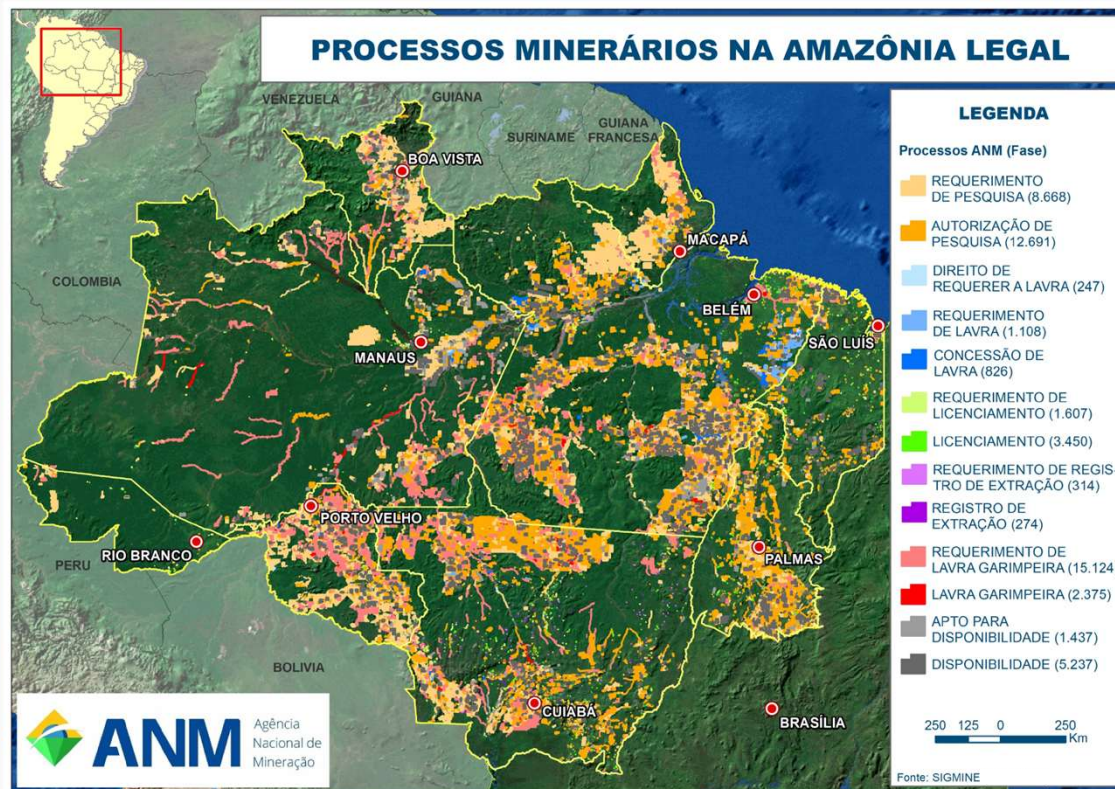 PROCESSOS MINERÁRIOS NA AMAZÔNIA LEGAL
VENEZUELA
GUIANA
SURINAME
GUIANA
FRANCESA
BOA VISTA
COLOMBIA
MACAPÁ
BELÉM
SÃO LUÍS
MANAUS
PORTO VELHO
RIO BRANCO
PERU
PALMAS
BOLIVIA
CUIABÁ
BRASÍLIA
ANM
Agência
Nacional de
Mineração
LEGENDA
Processos ANM (Fase)
REQUERIMENTO
DE PESQUISA (8.668)
AUTORIZAÇÃO DE
PESQUISA (12.691)
DIREITO DE
REQUERER A LAVRA (247)
REQUERIMENTO
DE LAVRA (1.108)
CONCESSÃO DE
LAVRA (826)
REQUERIMENTO DE
LICENCIAMENTO (1.607)
LICENCIAMENTO (3.450)
REQUERIMENTO DE REGIS
TRO DE EXTRAÇÃO (314)
REGISTRO DE
EXTRAÇÃO (274)
REQUERIMENTO DE
LAVRA GARIMPEIRA (15.124
LAVRA GARIMPEIRA (2.375)
APTO PARA
DISPONIBILIDADE (1.437)
DISPONIBILIDADE (5.237)
250 125 0 250
Km
Fonte: SIGMINE